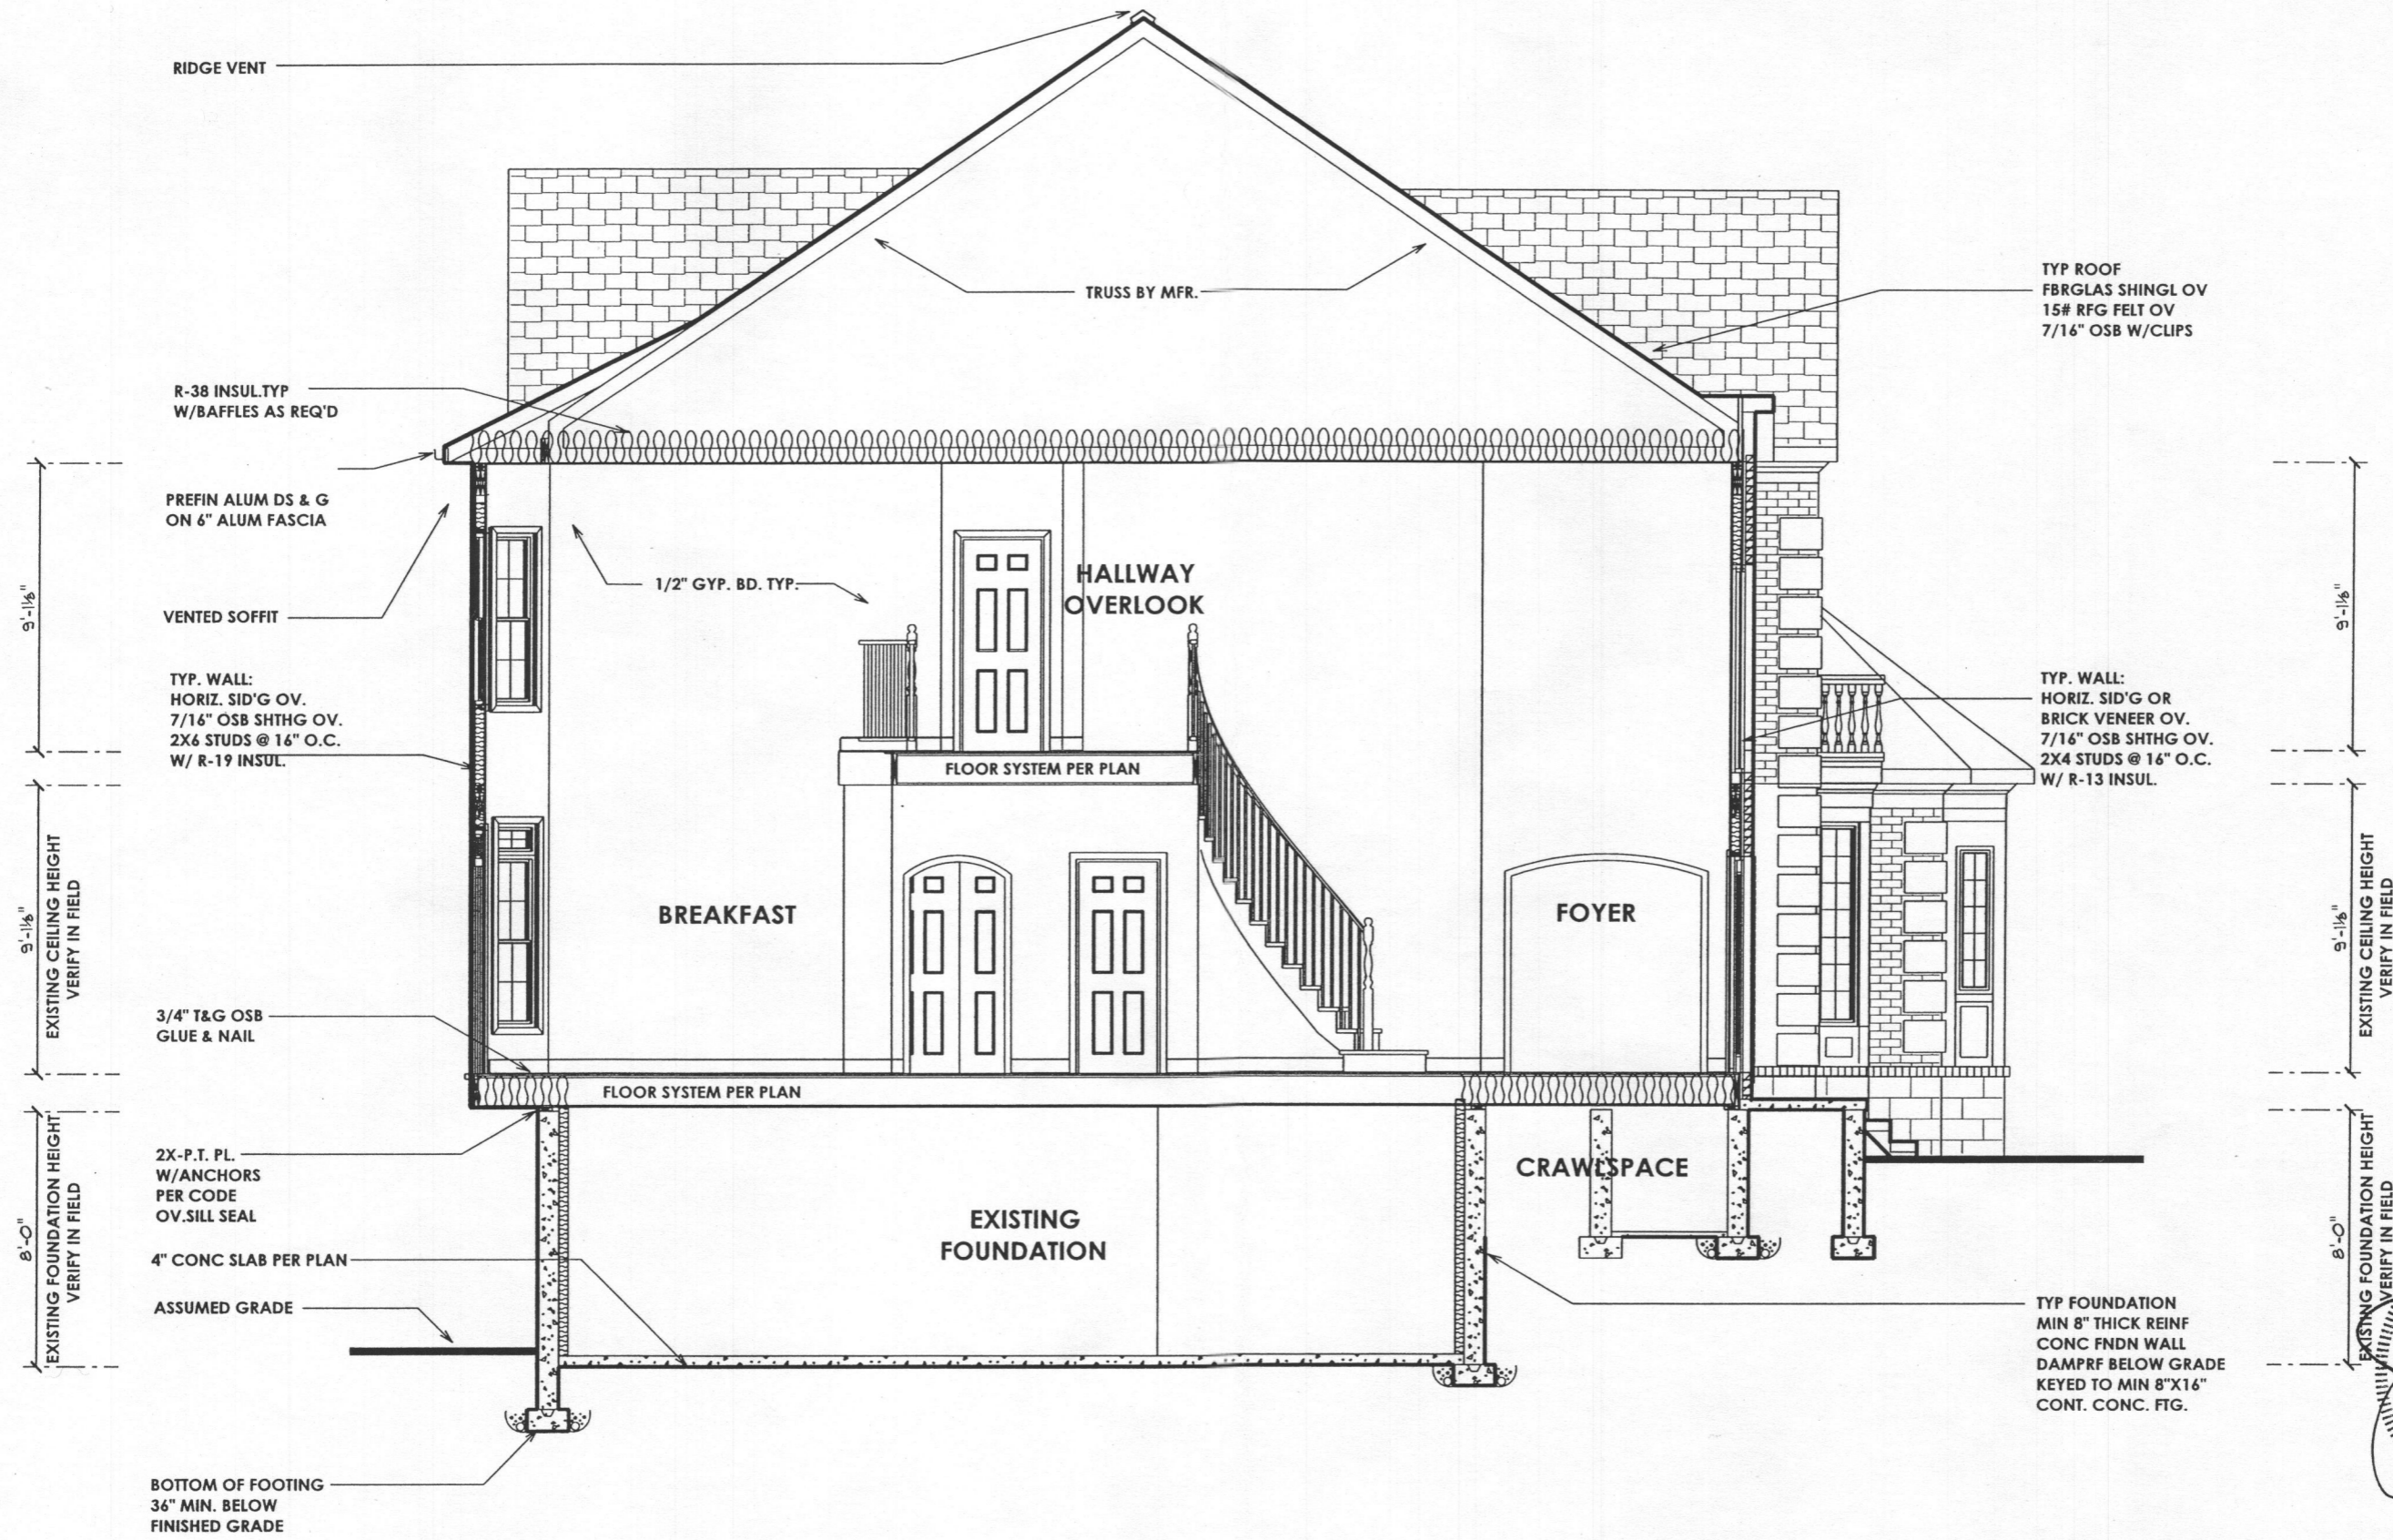 RIDGE VENT
TRUSS BY MFR.
TYP ROOF
FBRGLAS SHINGL OV
15# RFG FELT OV
7/16" OSB W/CLIPS
R-38 INSUL.TYP
W/BAFFLES AS REQ'D
PREFIN ALUM DS & G
ON 6" ALUM FASCIA
VENTED SOFFIT
1/2" GYP. BD. TYP.
HALLWAY
OVERLOOK
TYP. WALL:
HORIZ. SID'G OV.
7/16" OSB SHTHG OV.
2X6 STUDS @ 16" O.C.
W/ R-19 INSUL.
TYP. WALL:
HORIZ. SID'G OR
BRICK VENEER OV.
7/16" OSB SHTHG OV.
2X4 STUDS @ 16" O.C.
W/ R-13 INSUL.
9'-1⅛"
9'-1⅛"
FLOOR SYSTEM PER PLAN
BREAKFAST
FOYER
9'-1⅛"
EXISTING CEILING HEIGHT
VERIFY IN FIELD
9'-1⅛"
EXISTING CEILING HEIGHT
VERIFY IN FIELD
3/4" T&G OSB
GLUE & NAIL
FLOOR SYSTEM PER PLAN
2X-P.T. PL.
W/ANCHORS
PER CODE
OV.SILL SEAL
CRAWLSPACE
EXISTING
FOUNDATION
8'-0"
EXISTING FOUNDATION HEIGHT
VERIFY IN FIELD
8'-0"
EXISTING FOUNDATION HEIGHT
VERIFY IN FIELD
4" CONC SLAB PER PLAN
ASSUMED GRADE
TYP FOUNDATION
MIN 8" THICK REINF
CONC FNDN WALL
DAMPRF BELOW GRADE
KEYED TO MIN 8"X16"
CONT. CONC. FTG.
BOTTOM OF FOOTING
36" MIN. BELOW
FINISHED GRADE